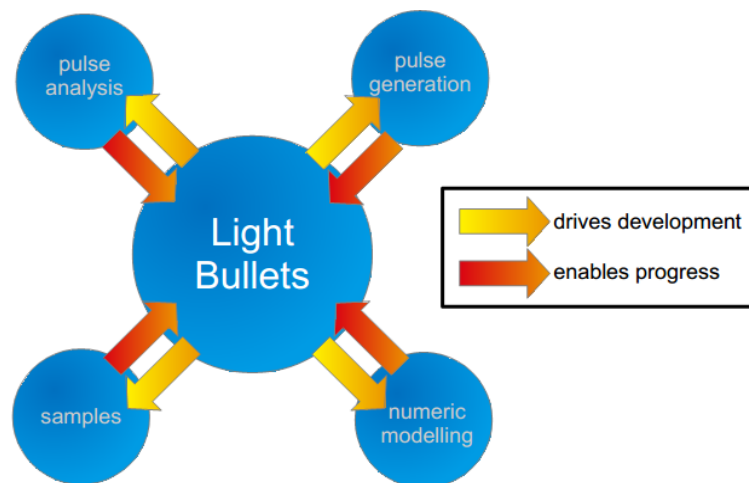 pulse
analysis
pulse
generation
Light
Bullets
drives development
enables progress
samples
numeric
modelling